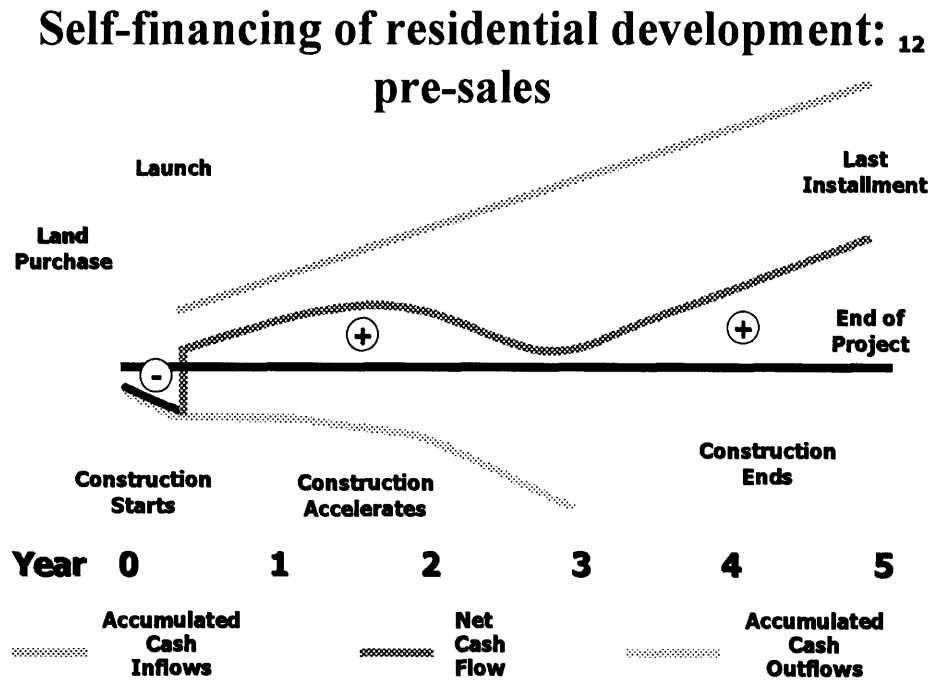 Self-financing of residential development: 12
pre-sales
Launch
Last
Installment
Land
Purchase
+
+
End of
Project
-
Construction
Starts
Construction
Accelerates
Construction
Ends
Year 0 1 2 3 4 5
Accumulated
Cash
Inflows
Net
Cash
Flow
Accumulated
Cash
Outflows